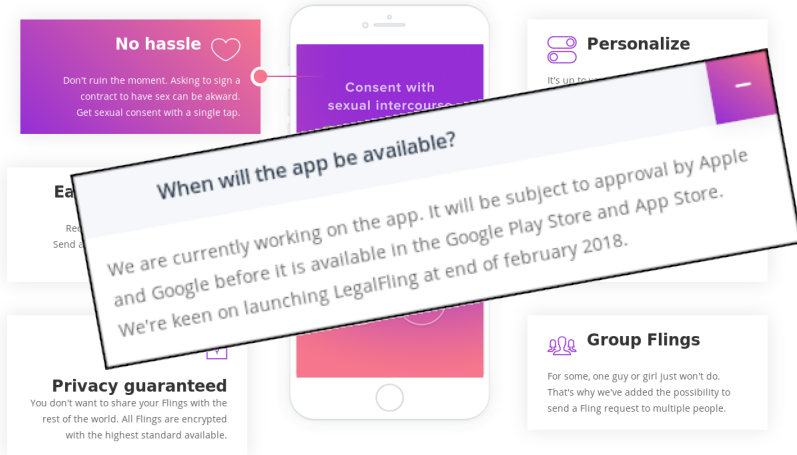 No hassle
Don't ruin the moment. Asking to sign a
contract to have sex can be akward.
Get sexual consent with a single tap.
Consent with
sexual intercourse
Personalize
It's up to
When will the app be available?
We are currently working on the app. It will be subject to approval by Apple
and Google before it is available in the Google Play Store and App Store.
We're keen on launching LegalFling at end of february 2018.
Send a
Privacy guaranteed
You don't want to share your Flings with the
rest of the world. All Flings are encrypted
with the highest standard available.
Group Flings
For some, one guy or girl just won't do.
That's why we've added the possibility to
send a Fling request to multiple people.